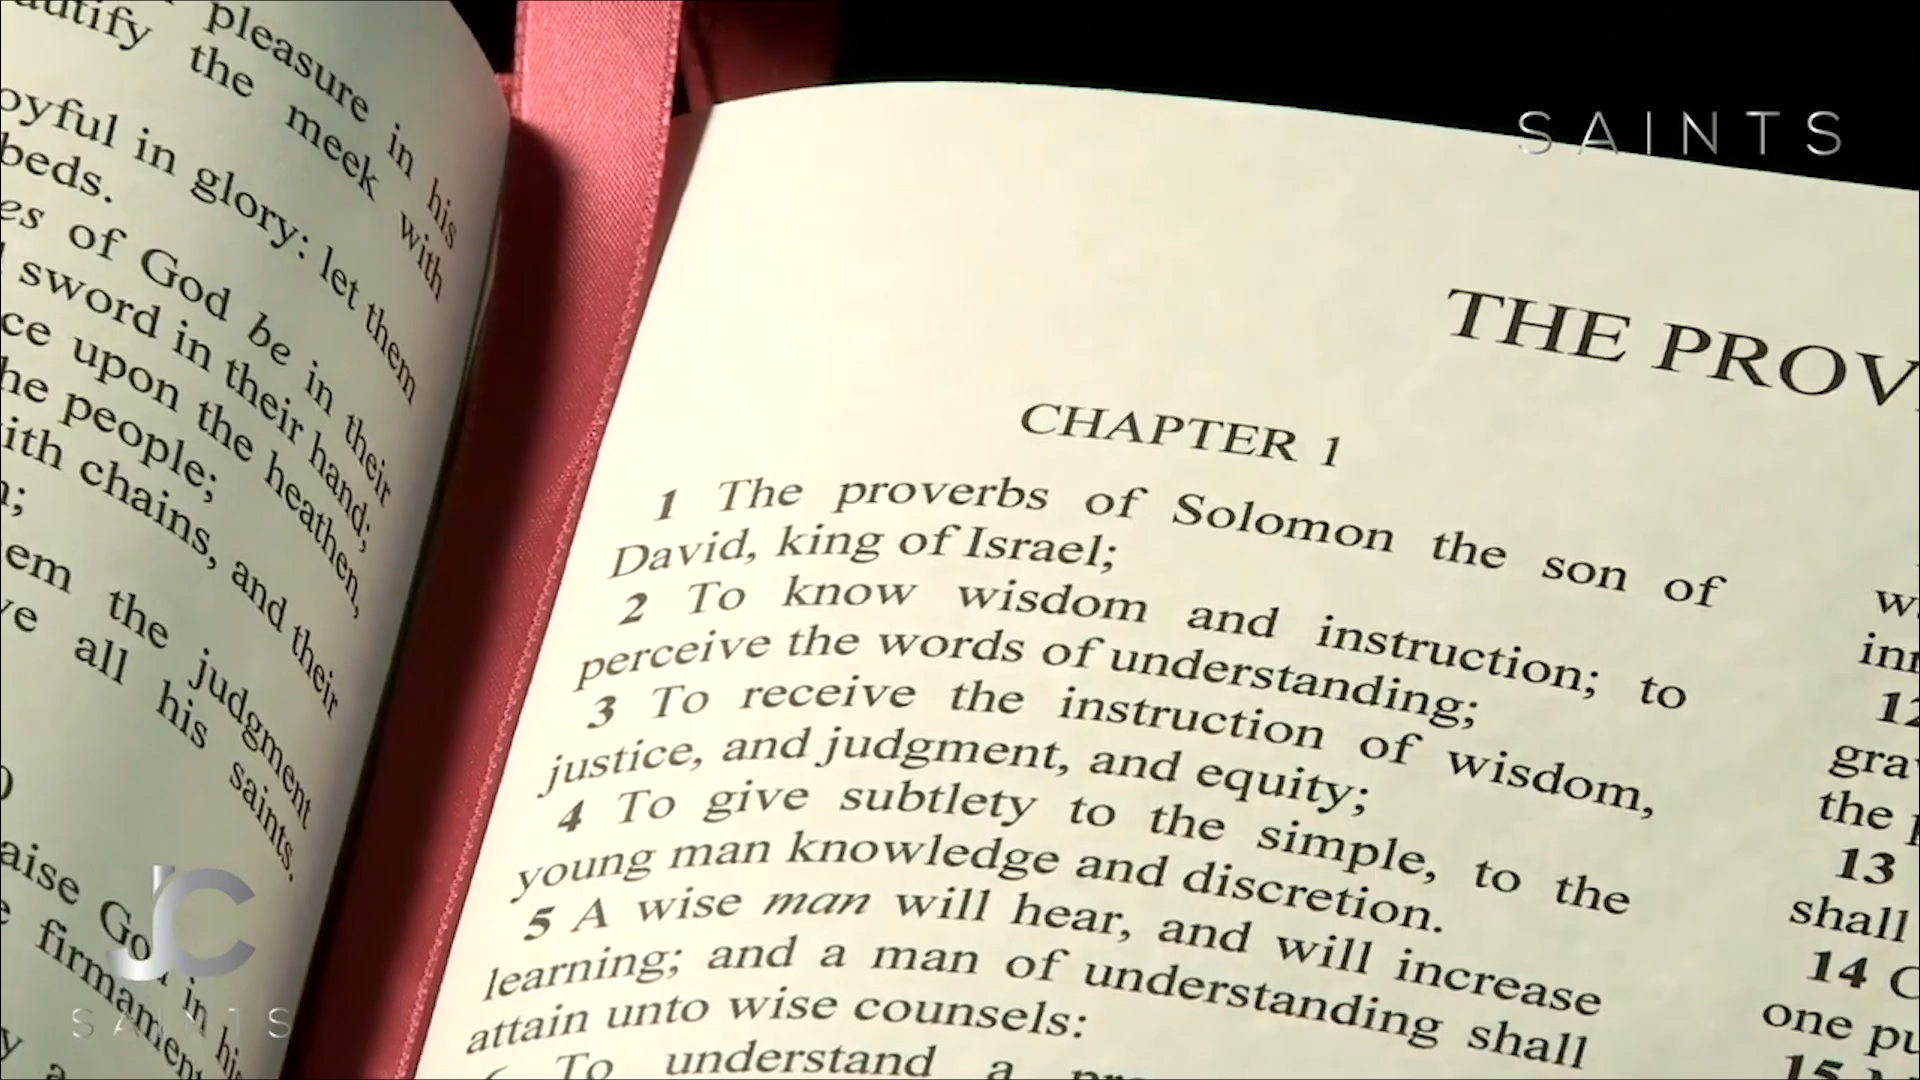 pleasure in his
the meek with
joyful in glory: let them
beds.
of God be in their
sword in their hand;
upon the heathen,
the people;
with chains, and their
the judgment
all his saints.
God in his
firmament
SAINTS
THE PROV
CHAPTER 1
1 The proverbs of Solomon the son of
David, king of Israel;
2 To know wisdom and instruction; to
perceive the words of understanding;
3 To receive the instruction of wisdom,
justice, and judgment, and equity;
4 To give subtlety to the simple, to the
young man knowledge and discretion.
5 A wise man will hear, and will increase
learning; and a man of understanding shall
attain unto wise counsels:
To understand a
12
the
13
shall
14
one
15
JC
SAINTS